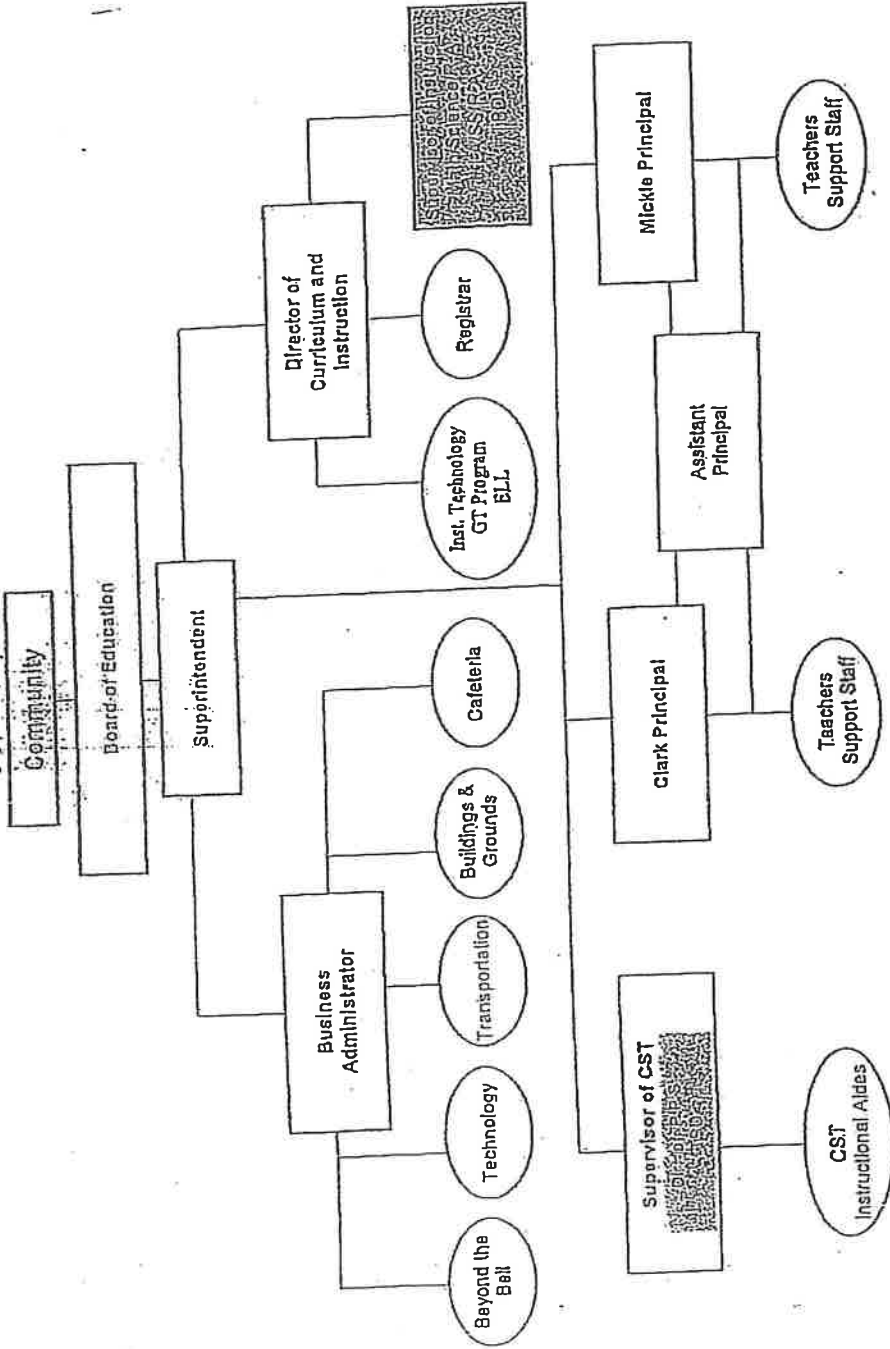 Community
Board of Education
Superintendent
Business
Administrator
Director of
Curriculum and
Instruction
Beyond the
Bell
Technology
Transportation
Buildings &
Grounds
Cafeteria
Inst. Technology
GT Program
ELL
Registrar
Supervisor of CST
Clark Principal
Assistant
Principal
Mickle Principal
CST
Instructional Aides
Teachers
Support Staff
Teachers
Support Staff